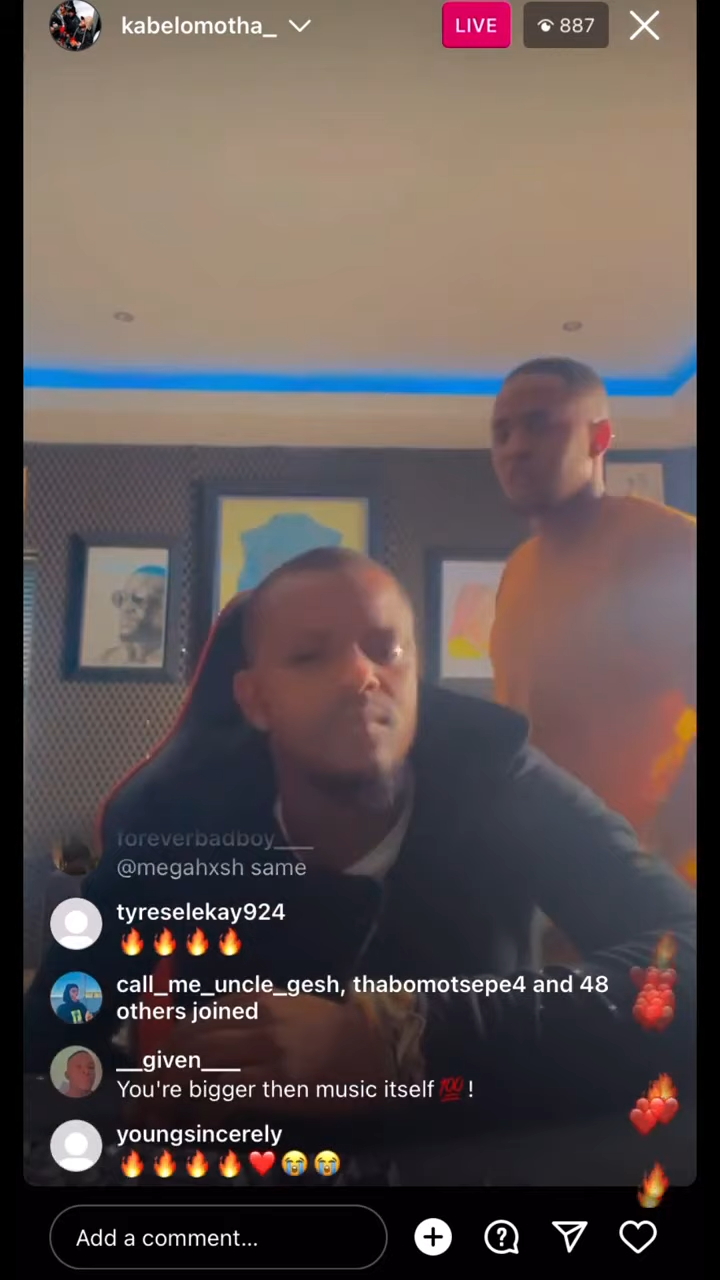 kabelomotha_
LIVE
887
foreverbadboy____
@megahxsh same
tyreselekay924
🔥🔥🔥🔥
call_me_uncle_gesh, thabomotsepe4 and 48
others joined
__given___
You're bigger then music itself 💯 !
youngsincerely
🔥🔥🔥🔥❤️😭😭
Add a comment...